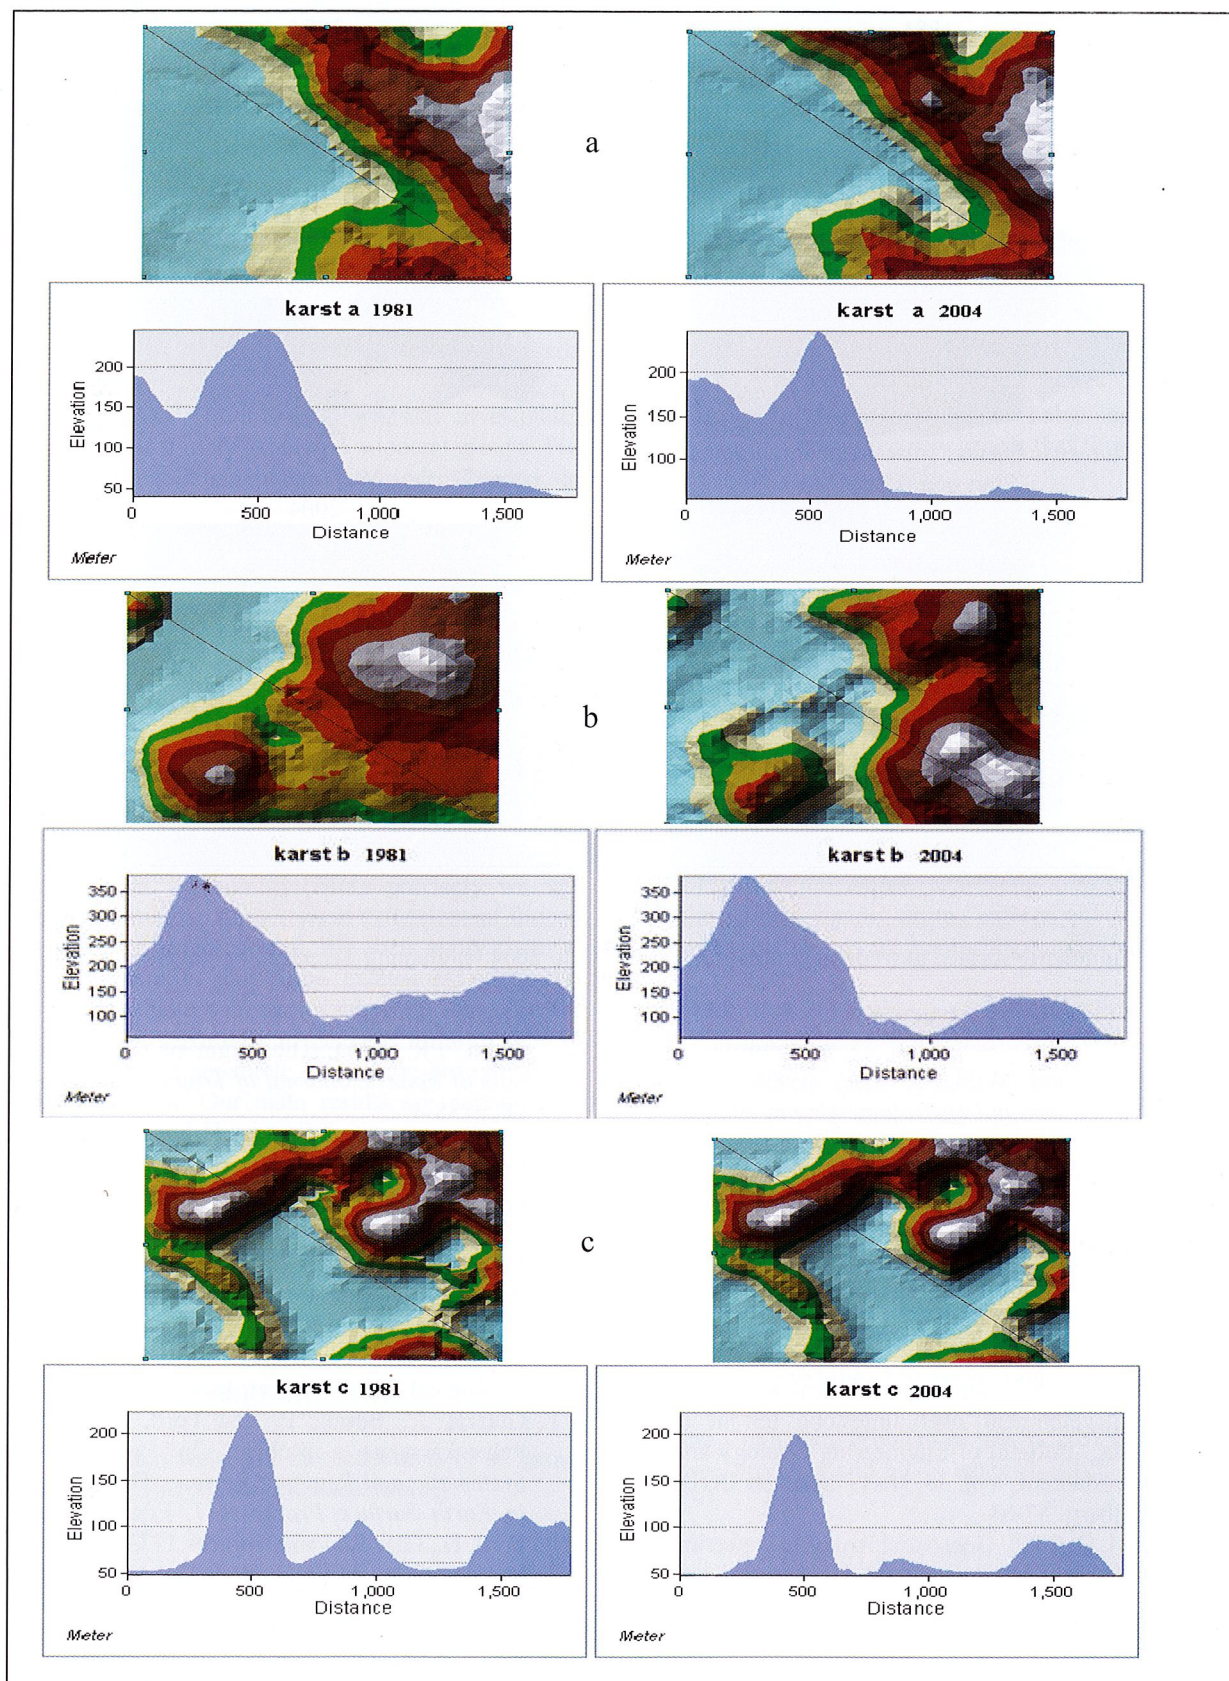 a
karst a 1981
Elevation
200
150
100
50
0
500
1,000
1,500
Distance
Meter
karst a 2004
Elevation
200
150
100
0
500
1,000
1,500
Distance
Meter
b
karst b 1981
Elevation
350
300
250
200
150
100
0
500
1,000
1,500
Distance
Meter
karst b 2004
Elevation
350
300
250
200
150
100
0
500
1,000
1,500
Distance
Meter
c
karst c 1981
Elevation
200
150
100
50
0
500
1,000
1,500
Distance
Meter
karst c 2004
Elevation
200
150
100
50
0
500
1,000
1,500
Distance
Meter